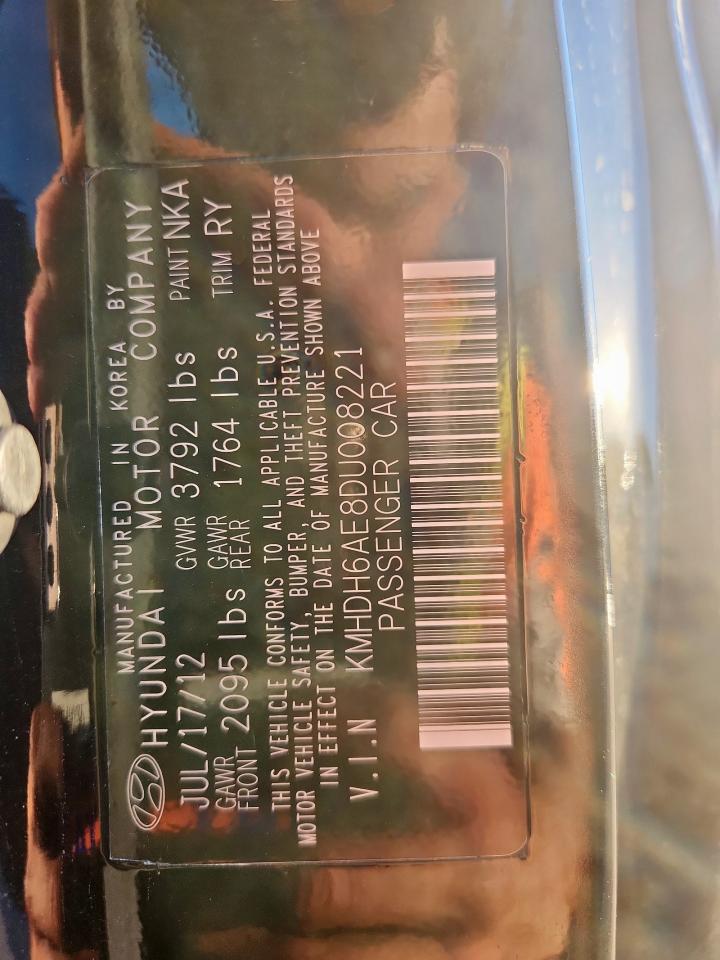 MANUFACTURED IN KOREA BY
HYUNDAI MOTOR COMPANY
JUL/17/12 GVWR 3792 lbs PAINT NKA
GAWR FRONT 2095 lbs GAWR REAR 1764 lbs TRIM RY
THIS VEHICLE CONFORMS TO ALL APPLICABLE U.S.A. FEDERAL
MOTOR VEHICLE SAFETY, BUMPER, AND THEFT PREVENTION STANDARDS
IN EFFECT ON THE DATE OF MANUFACTURE SHOWN ABOVE
V.I.N KMHDH6AE8DU008221
PASSENGER CAR